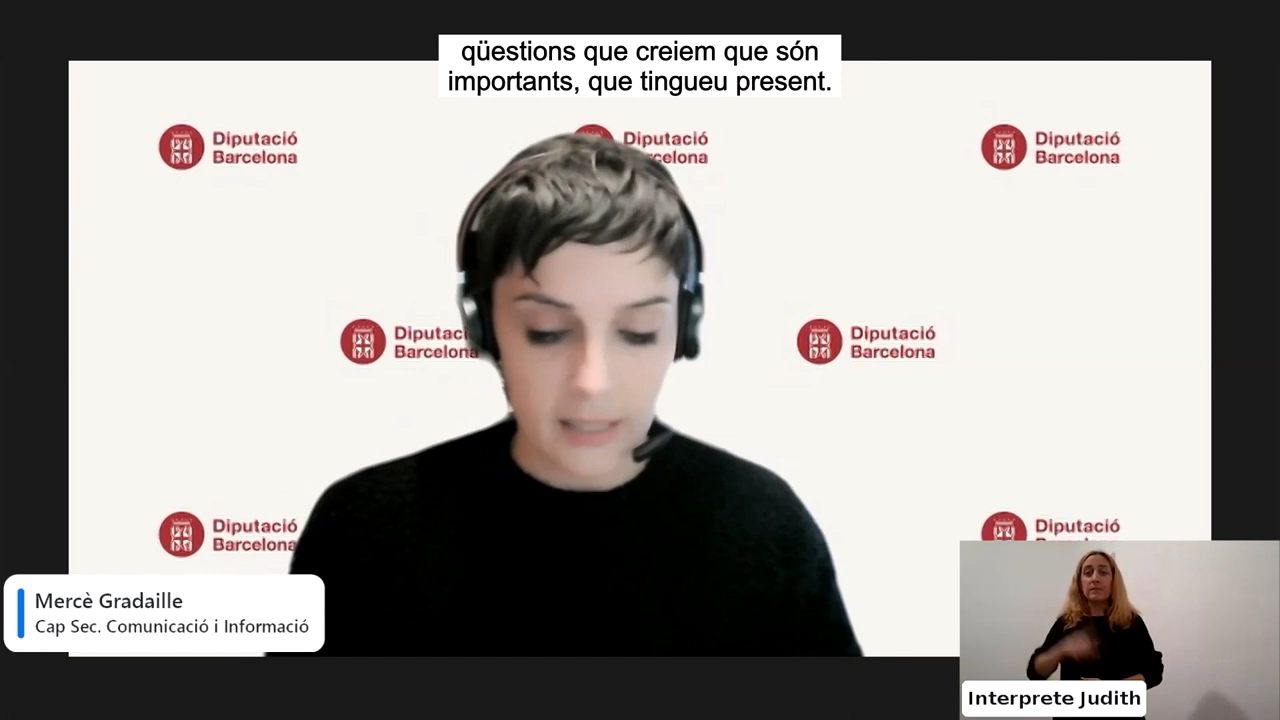 qüestions que creiem que són
importants, que tingueu present.
Diputació
Barcelona
Diputació
Barcelona
Diputació
Barcelona
Diputació
Barcelona
Diputació
Barcelona
Diputació
Barcelona
Diputació
Mercè Gradaille
Cap Sec. Comunicació i Informació
Interprete Judith